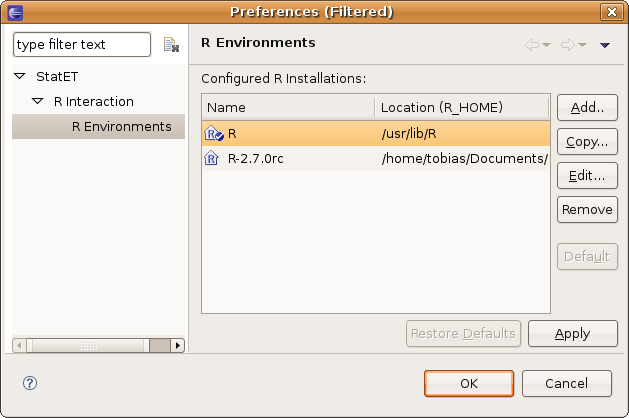 Preferences (Filtered)
type filter text
StatET
R Interaction
R Environments
R Environments
Configured R Installations:
Name Location (R_HOME)
R /usr/lib/R
R-2.7.0rc /home/tobias/Documents/
Add..
Copy...
Edit...
Remove
Default
Restore Defaults Apply
OK Cancel